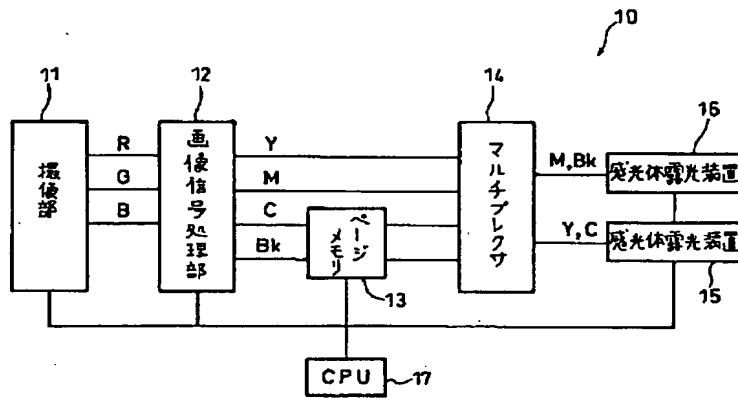 10
11
12
14
16
撮像部
R
G
B
画像信号処理部
Y
M
C
Bk
ページメモリ
13
マルチプレクサ
M,Bk
感光体露光装置
Y,C
感光体露光装置
15
CPU
17